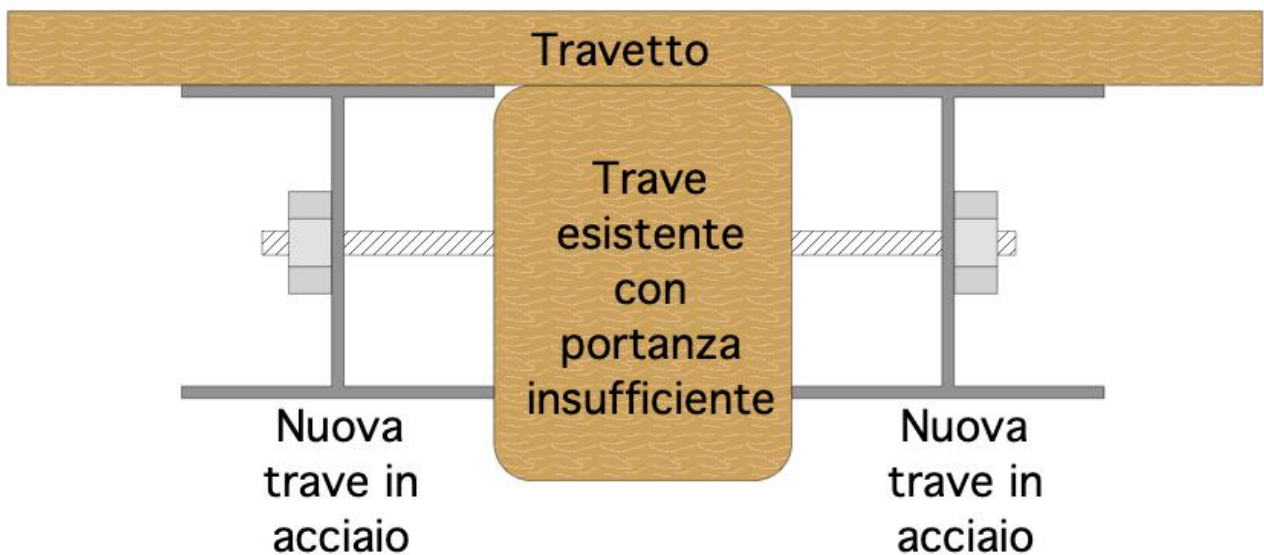 Travetto
Trave
esistente
con
portanza
insufficiente
Nuova
trave in
acciaio
Nuova
trave in
acciaio